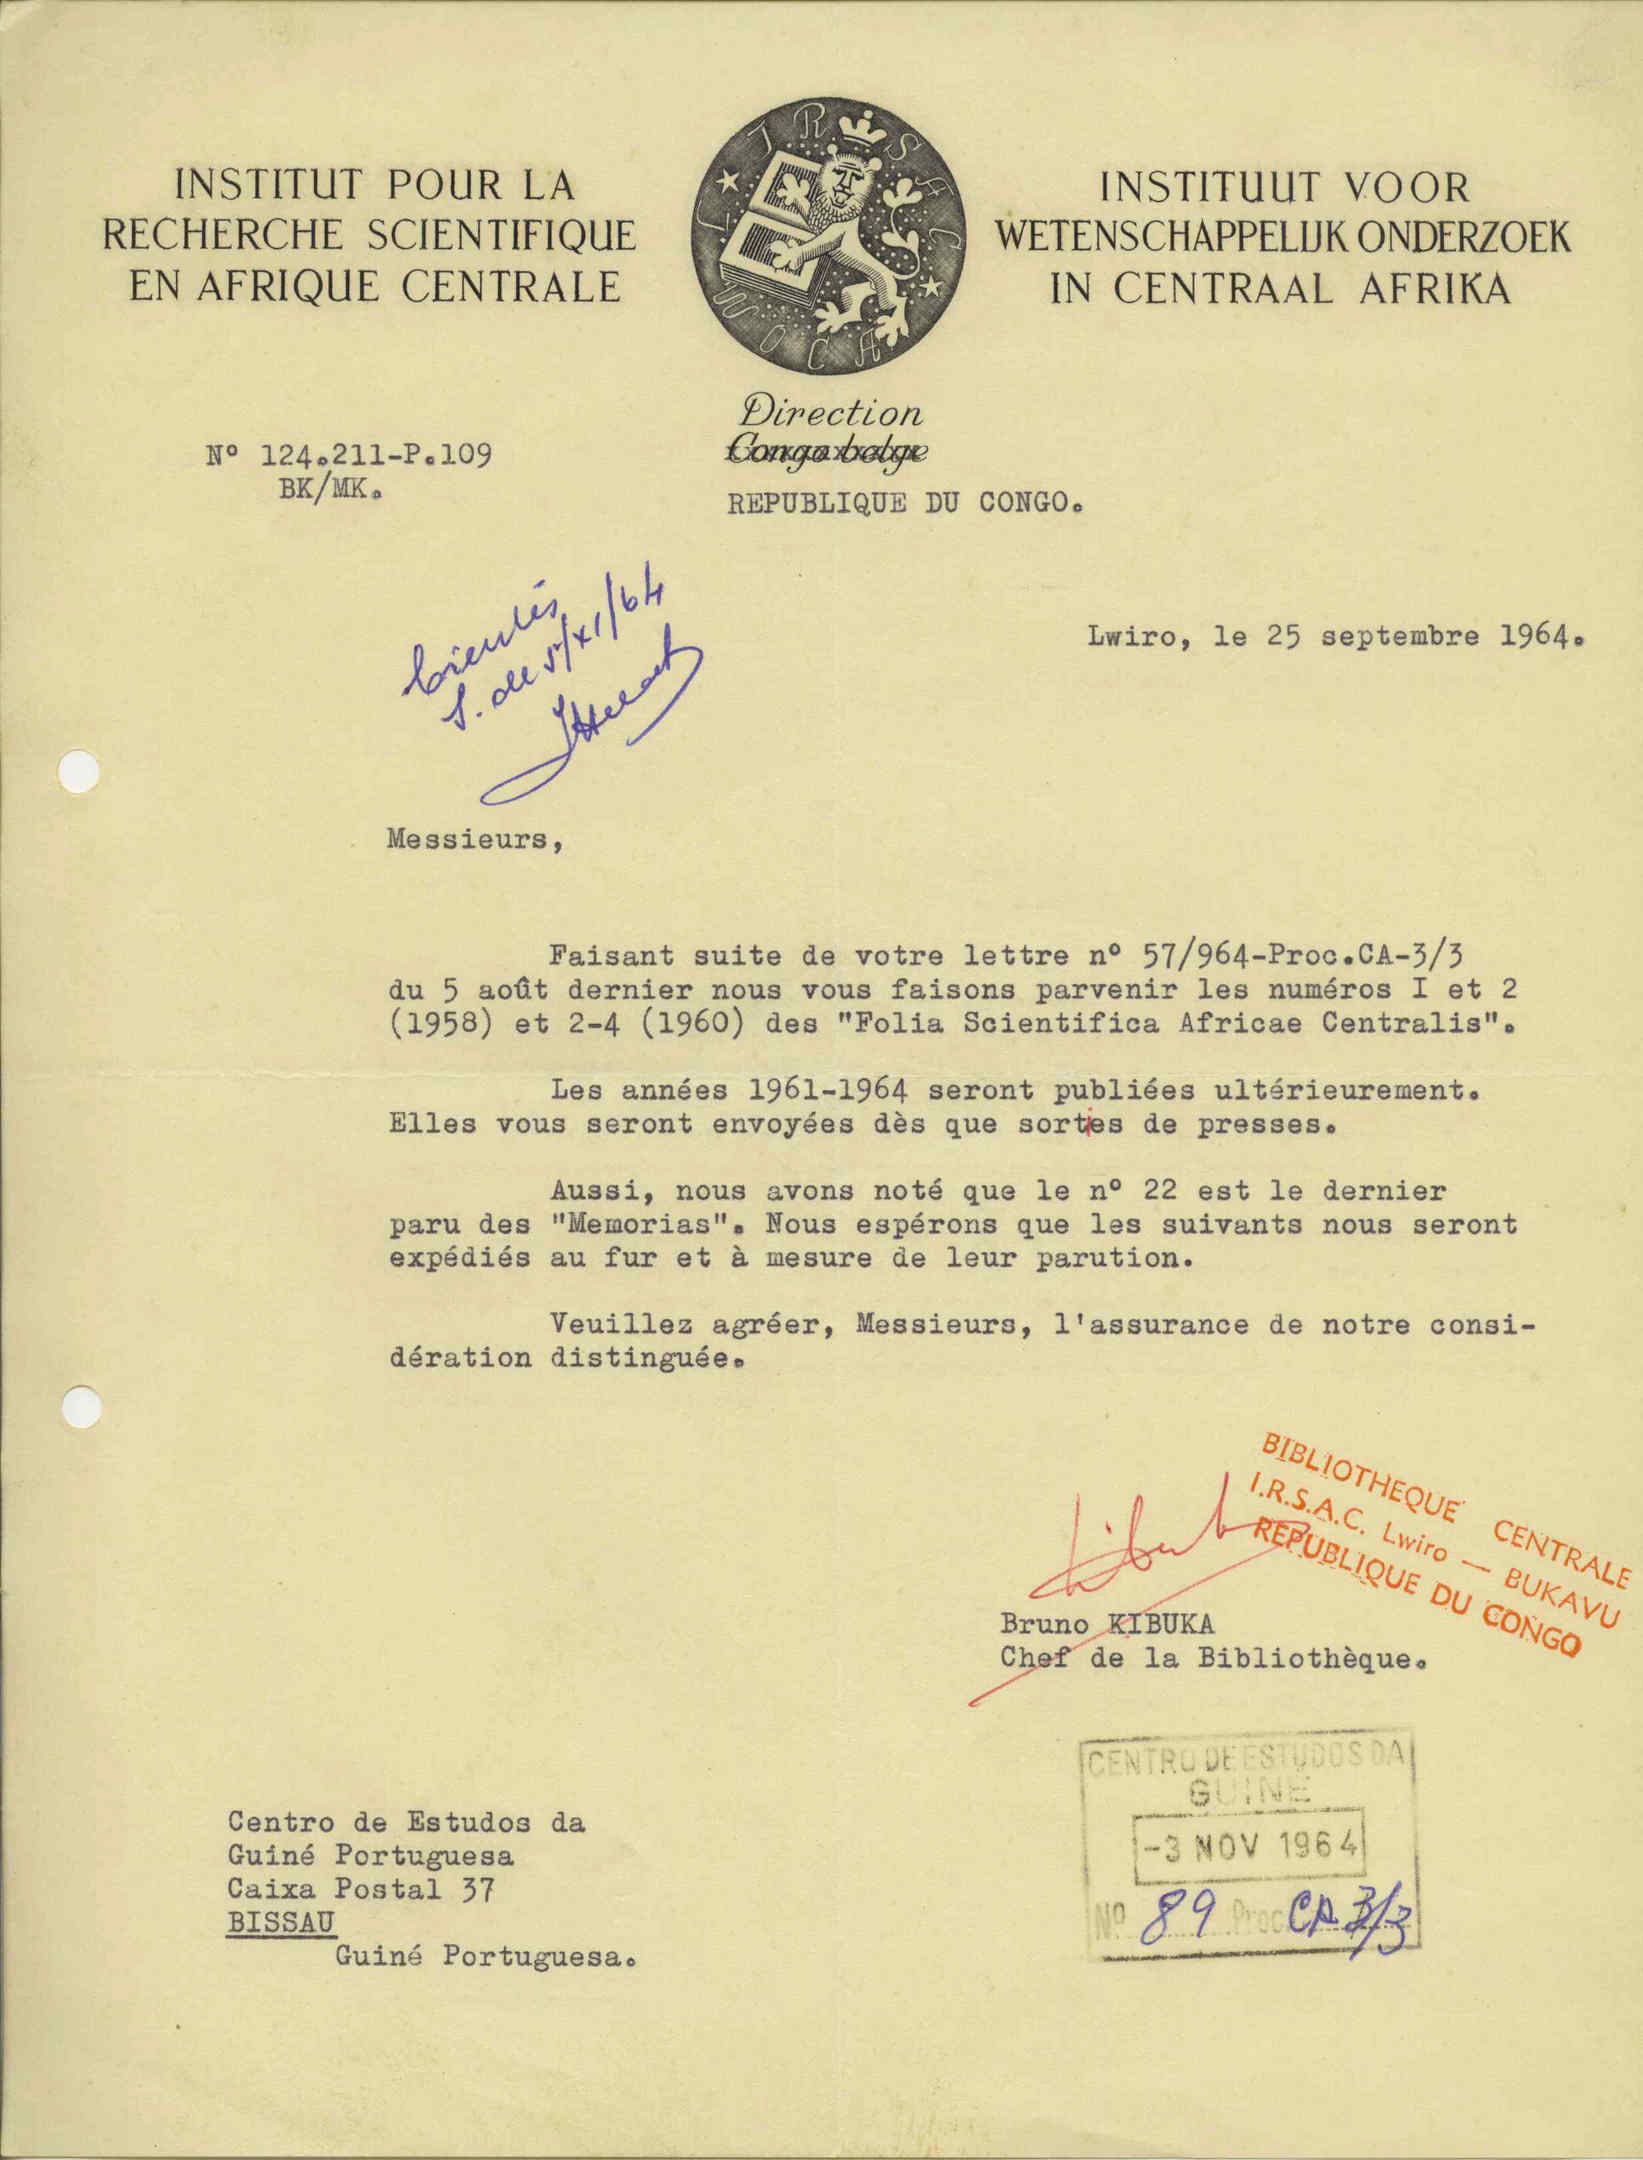 INSTITUT POUR LA
RECHERCHE SCIENTIFIQUE
EN AFRIQUE CENTRALE
I R S A C
I W O C A
INSTITUUT VOOR
WETENSCHAPPELIJK ONDERZOEK
IN CENTRAAL AFRIKA
Direction
Congo belge
REPUBLIQUE DU CONGO.
Nº 124.211-P.109
BK/MK.
5/XI/64
Lwiro, le 25 septembre 1964.
Messieurs,
Faisant suite de votre lettre nº 57/964-Proc.CA-3/3
du 5 août dernier nous vous faisons parvenir les numéros I et 2
(1958) et 2-4 (1960) des "Folia Scientifica Africae Centralis".
Les années 1961-1964 seront publiées ultérieurement.
Elles vous seront envoyées dès que sorties de presses.
Aussi, nous avons noté que le nº 22 est le dernier
paru des "Memorias". Nous espérons que les suivants nous seront
expédiés au fur et à mesure de leur parution.
Veuillez agréer, Messieurs, l'assurance de notre consi-
dération distinguée.
BIBLIOTHEQUE CENTRALE
I.R.S.A.C. Lwiro — BUKAVU
REPUBLIQUE DU CONGO
Bruno KIBUKA
Chef de la Bibliothèque.
CENTRO DE ESTUDOS DA
GUINÉ
-3 NOV 1964
Nº 89 Proc CA 3/3
Centro de Estudos da
Guiné Portuguesa
Caixa Postal 37
BISSAU
Guiné Portuguesa.